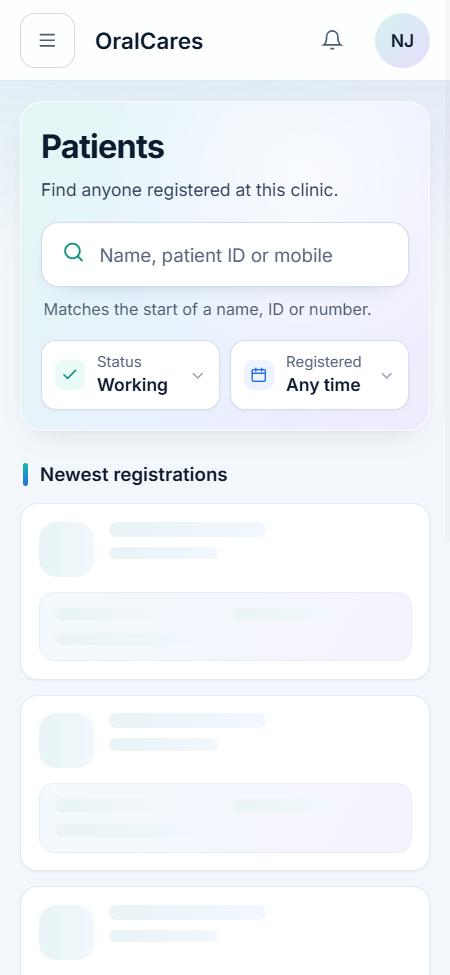 OralCares
NJ
Patients
Find anyone registered at this clinic.
Name, patient ID or mobile
Matches the start of a name, ID or number.
Status
Working
Registered
Any time
Newest registrations